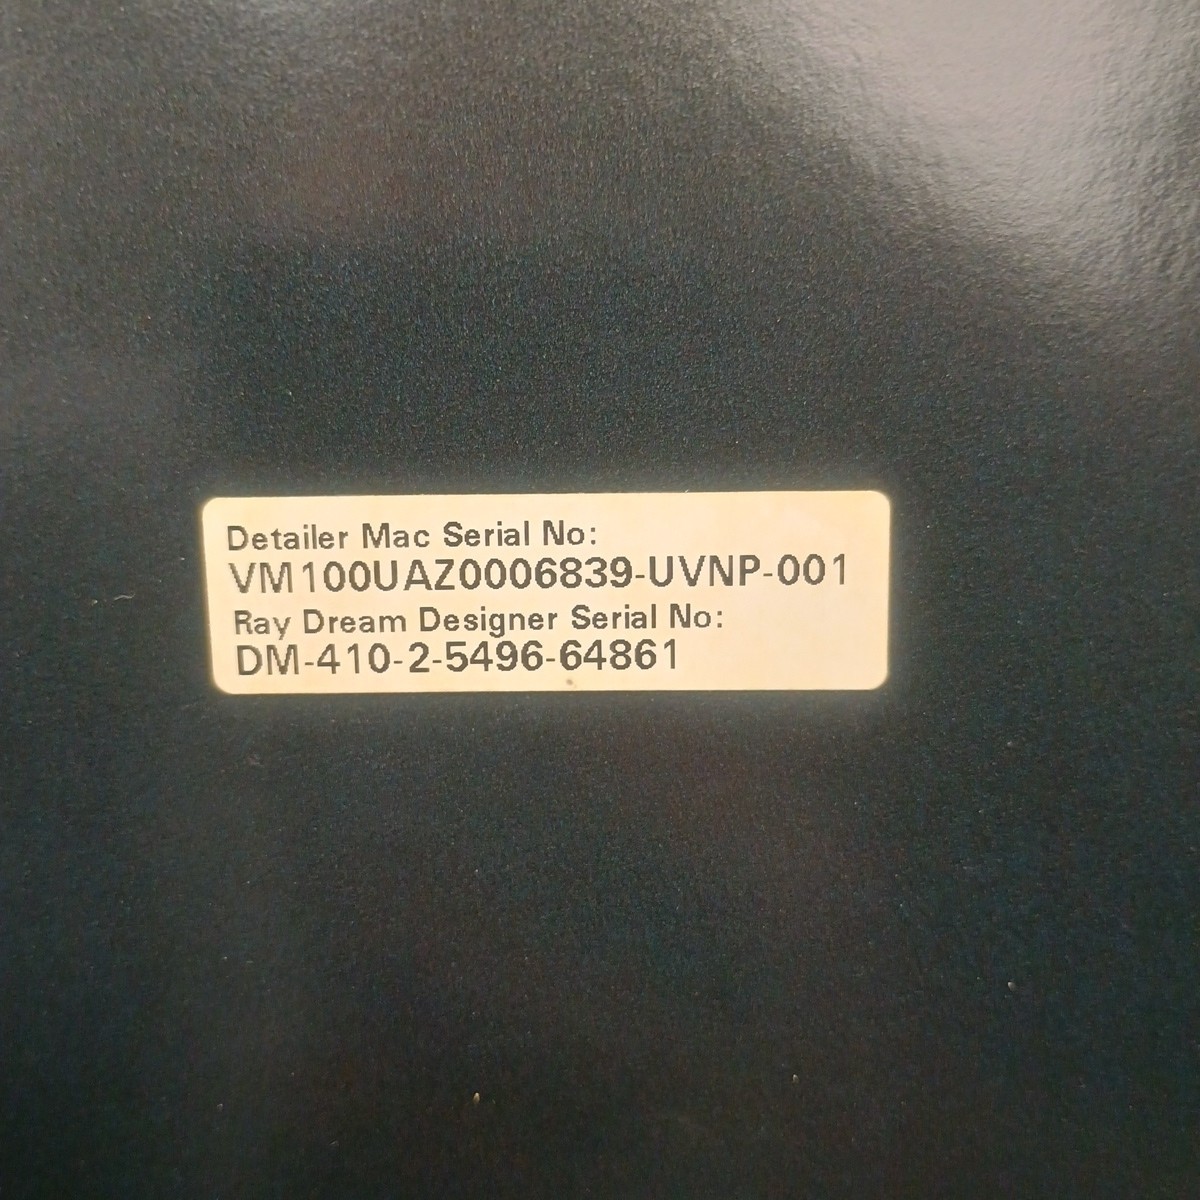 Detailer Mac Serial No:
VM100UAZ0006839-UVNP-001
Ray Dream Designer Serial No:
DM-410-2-5496-64861